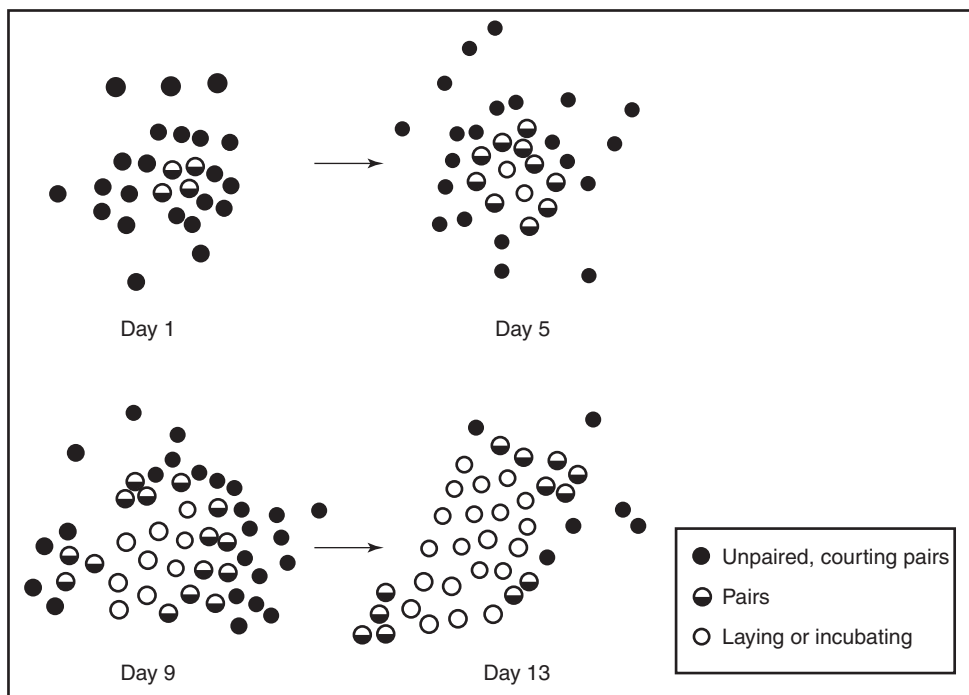 Day 1
Day 5
Day 9
Day 13
Unpaired, courting pairs
Pairs
Laying or incubating